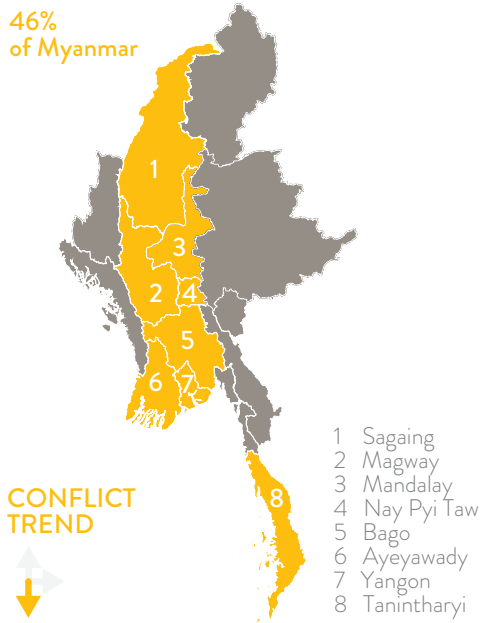 46%
of Myanmar
1
3
2
4
5
6
7
8
1 Sagaing
2 Magway
3 Mandalay
4 Nay Pyi Taw
5 Bago
6 Ayeyawady
7 Yangon
8 Tanintharyi
CONFLICT
TREND